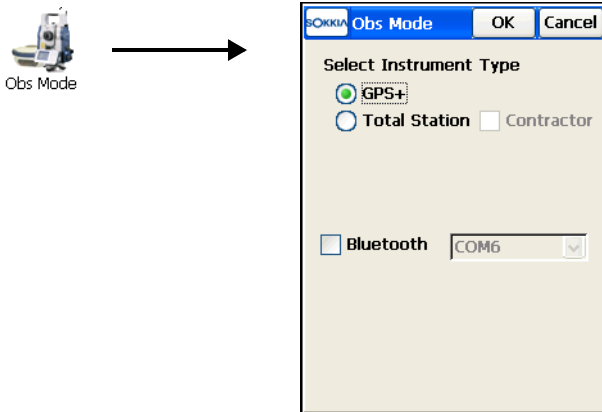 Obs Mode
SOKKIA Obs Mode OK Cancel
Select Instrument Type
GPS+
Total Station Contractor
Bluetooth COM6